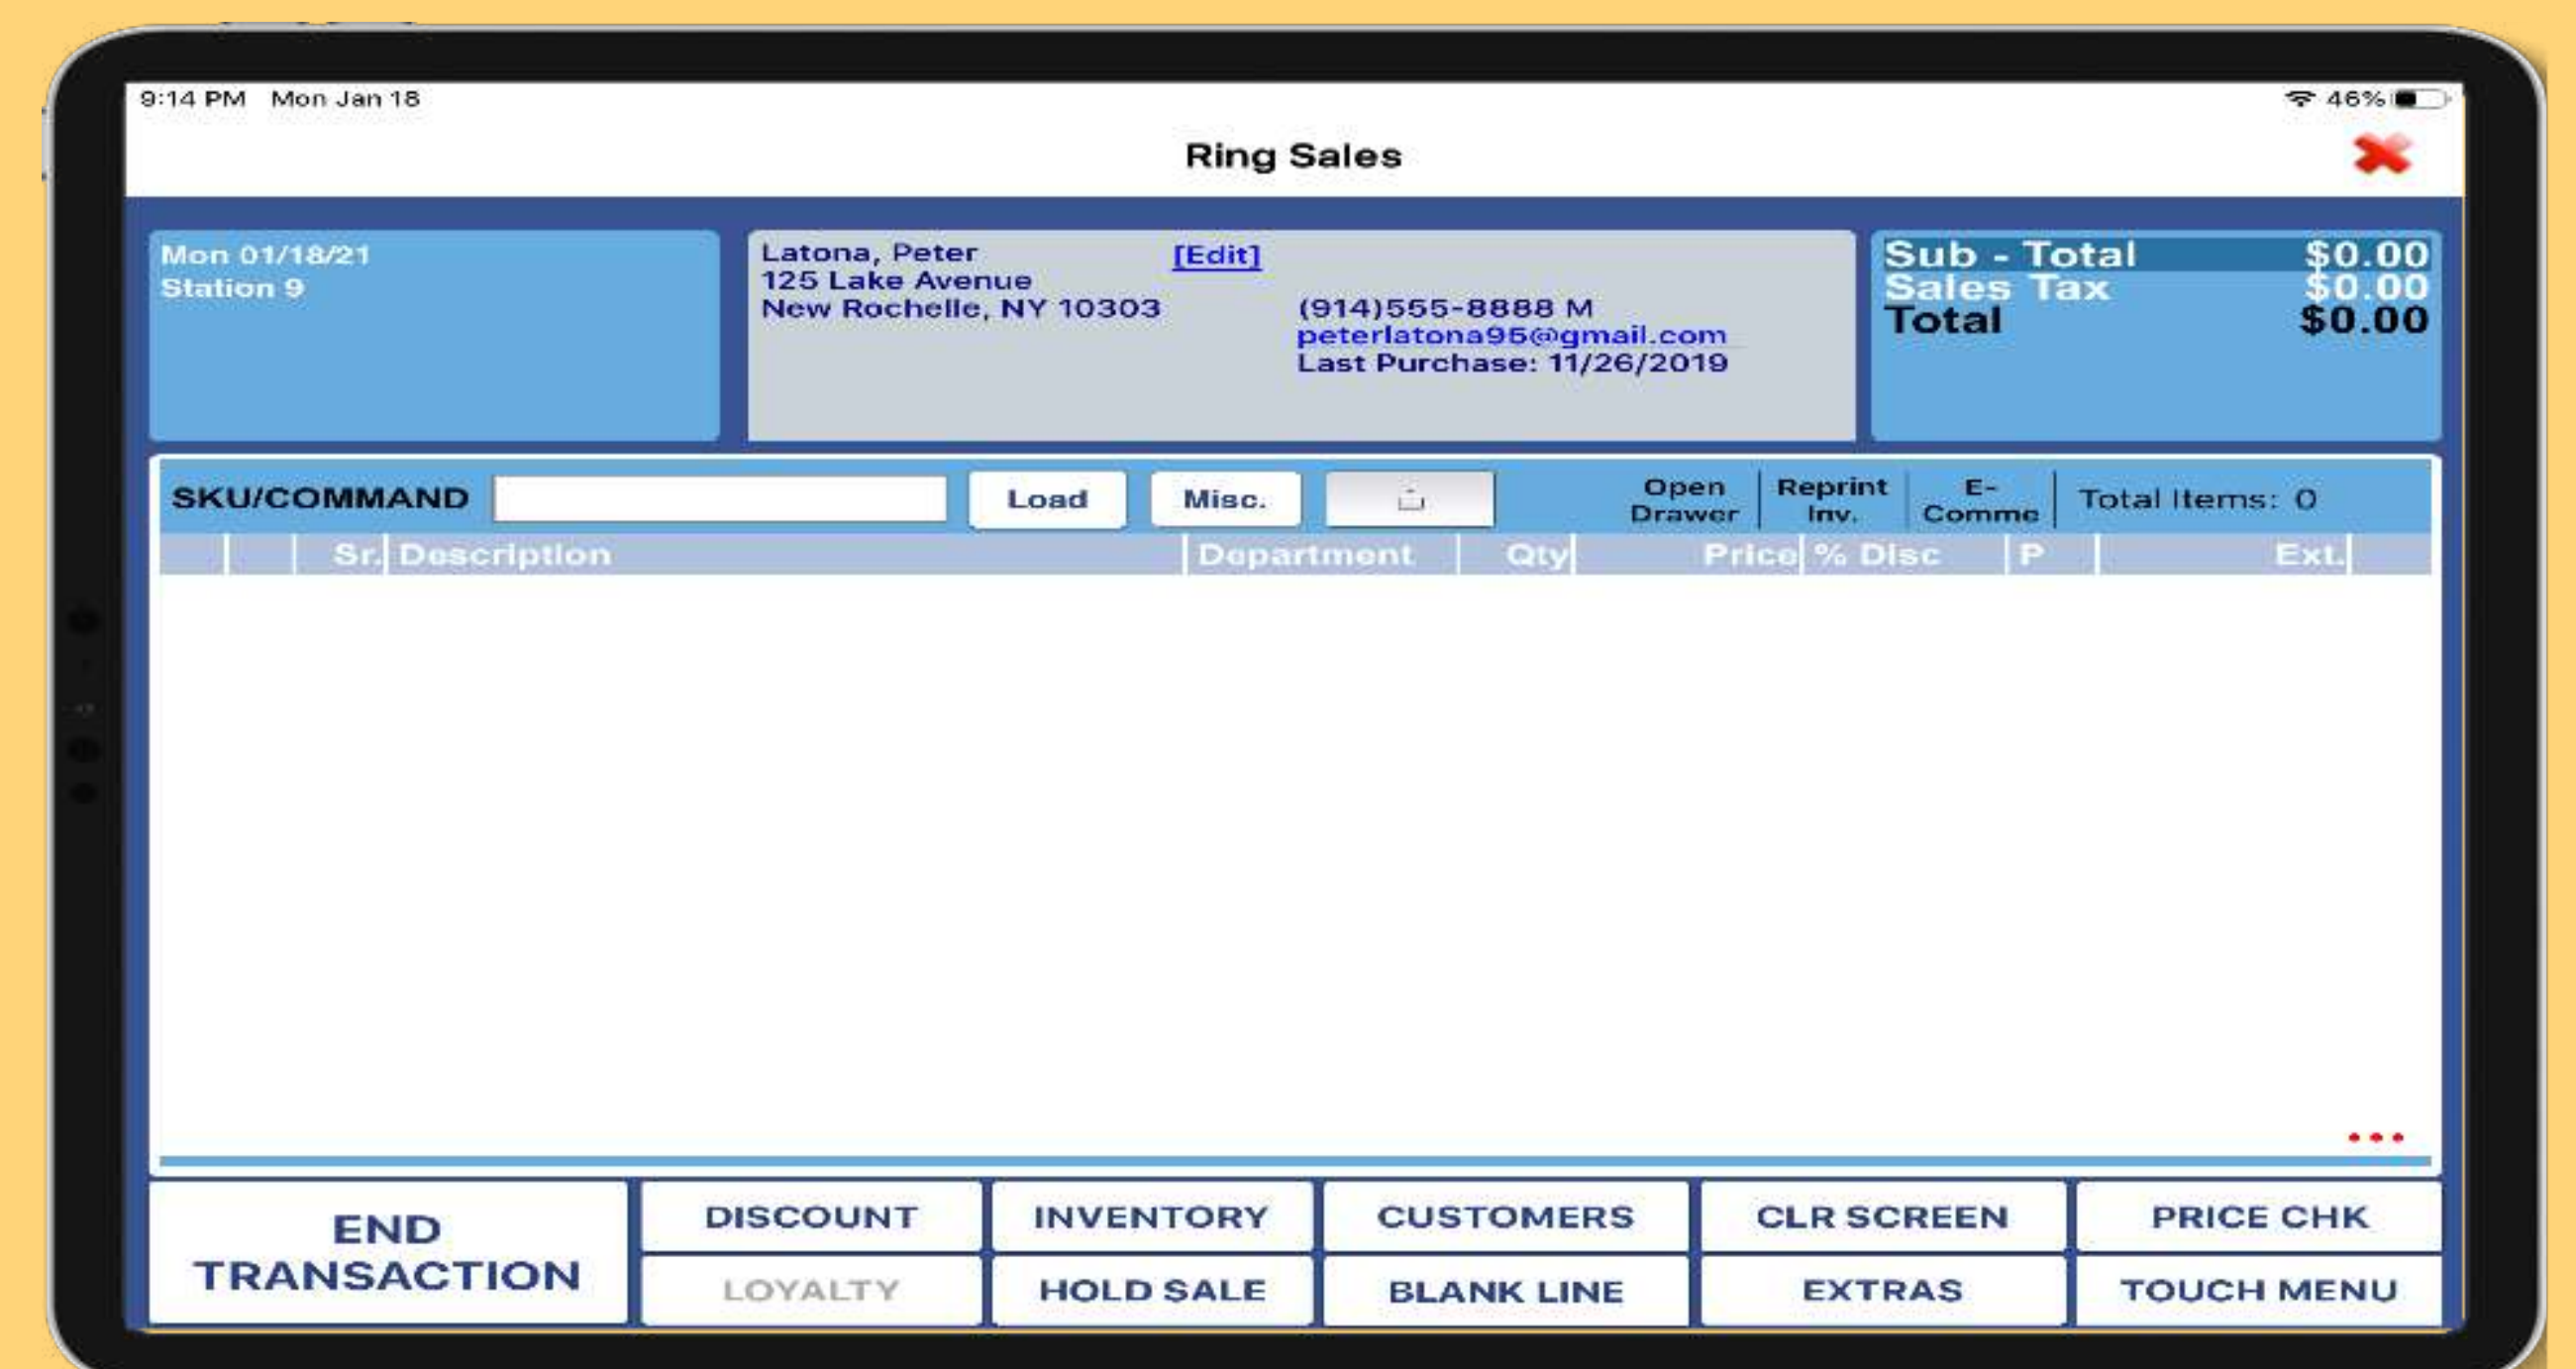 9:14 PM Mon Jan 18
46%
Ring Sales
Mon 01/18/21
Station 9
Latona, Peter [Edit]
125 Lake Avenue
New Rochelle, NY 10303 (914)555-8888 M
peterlatona95@gmail.com
Last Purchase: 11/26/2019
Sub - Total $0.00
Sales Tax $0.00
Total $0.00
SKU/COMMAND Load Misc.
Open Drawer
Reprint Inv.
E-
Comme
Total Items: 0
Sr. Description Department Qty Price % Disc P Ext.
END
TRANSACTION
DISCOUNT INVENTORY CUSTOMERS CLR SCREEN PRICE CHK
LOYALTY HOLD SALE BLANK LINE EXTRAS TOUCH MENU